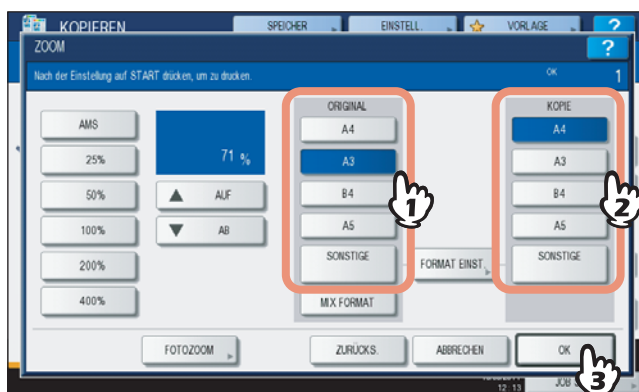 KOPIEREN SPEICHER EINSTELL. VORLAGE ?
ZOOM ?
Nach der Einstellung auf START drücken, um zu drucken. OK 1
ORIGINAL KOPIE
AMS A4 A4
25% 71 % A3 A3
50% AUF B4 B4
100% AB A5 A5
200% SONSTIGE FORMAT EINST. SONSTIGE
400% MIX FORMAT
FOTOZOOM ZURÜCKS. ABBRECHEN OK
12:13 JOB
1
2
3